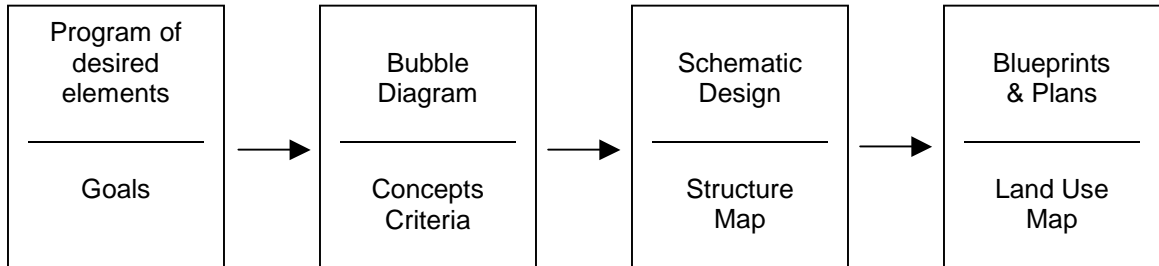 Program of
desired
elements
Goals
Bubble
Diagram
Concepts
Criteria
Schematic
Design
Structure
Map
Blueprints
& Plans
Land Use
Map